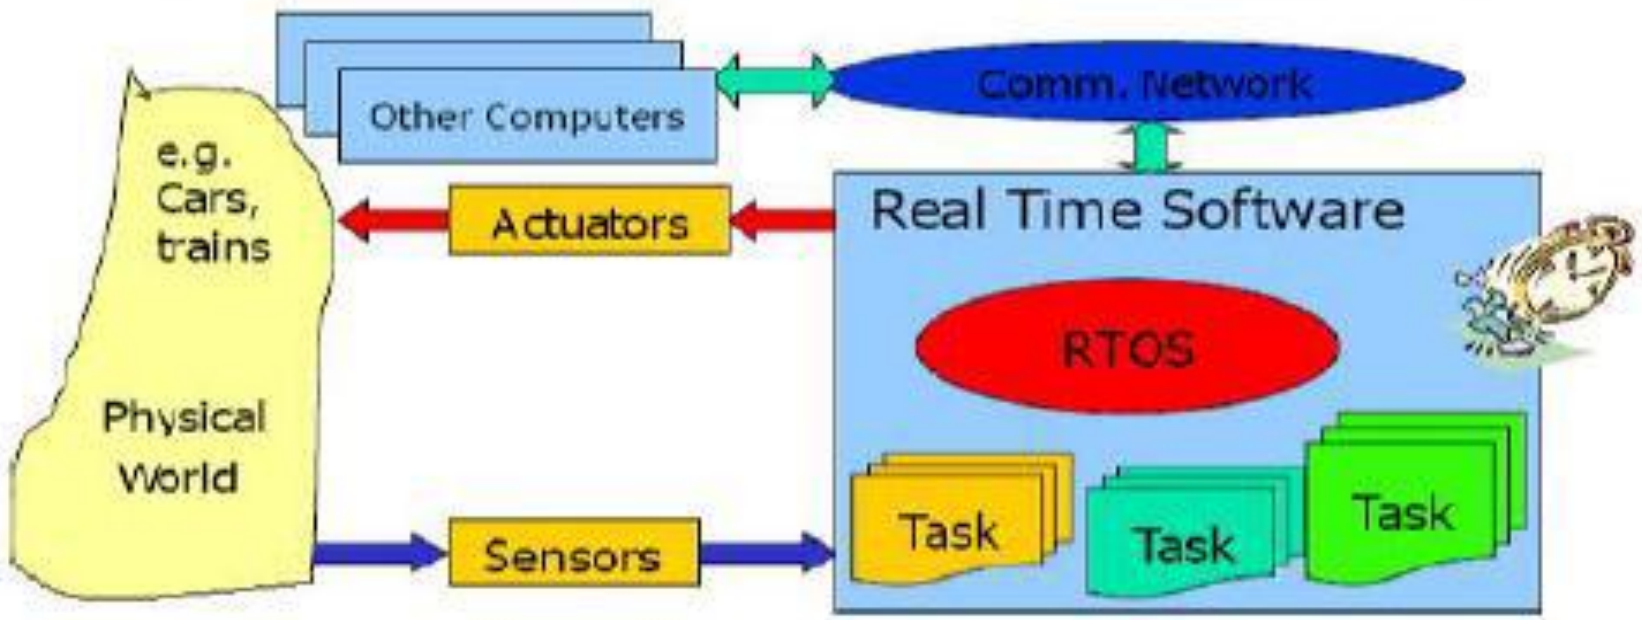 Other Computers
Comm. Network
e.g.
Cars,
trains
Actuators
Real Time Software
RTOS
Physical
World
Sensors
Task
Task
Task